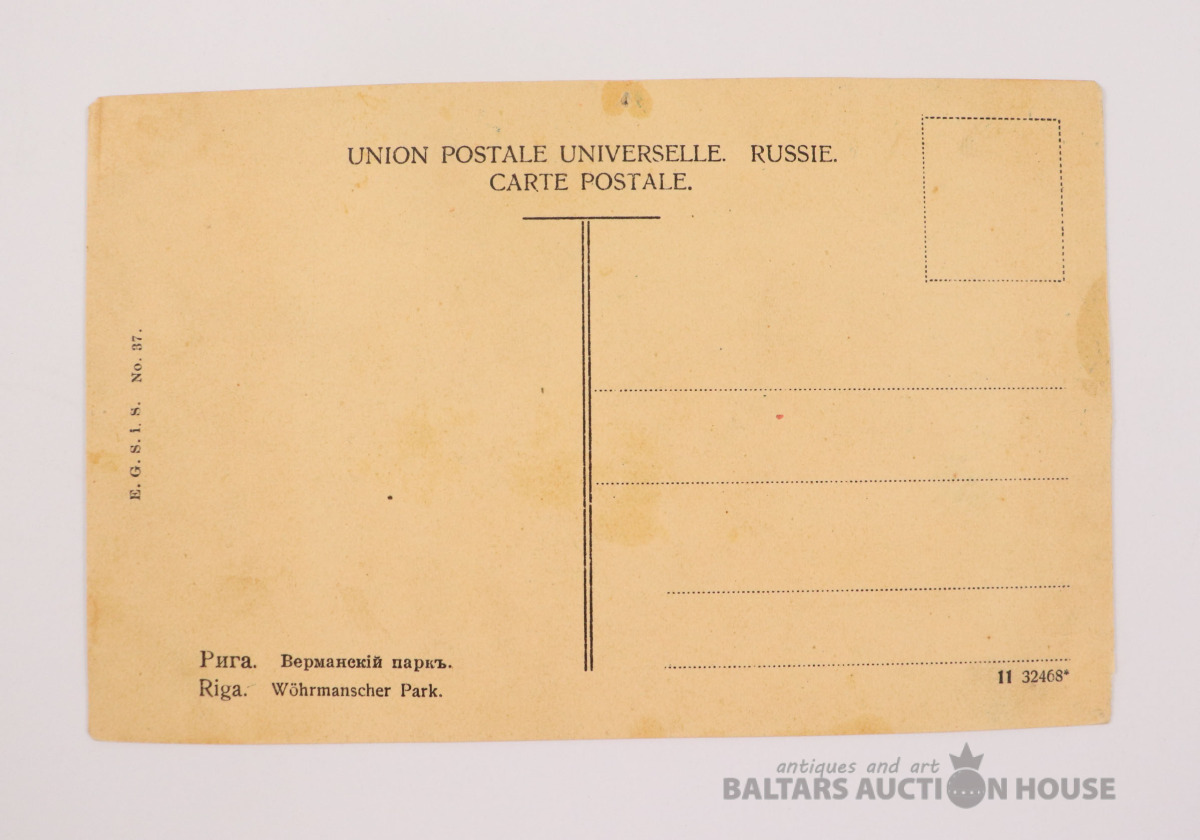 UNION POSTALE UNIVERSELLE. RUSSIE.
CARTE POSTALE.
E. G. S. i. S. No. 37.
Рига. Верманскій паркъ.
Riga. Wöhrmanscher Park.
11 32468*
antiques and art
BALTARS AUCTION HOUSE